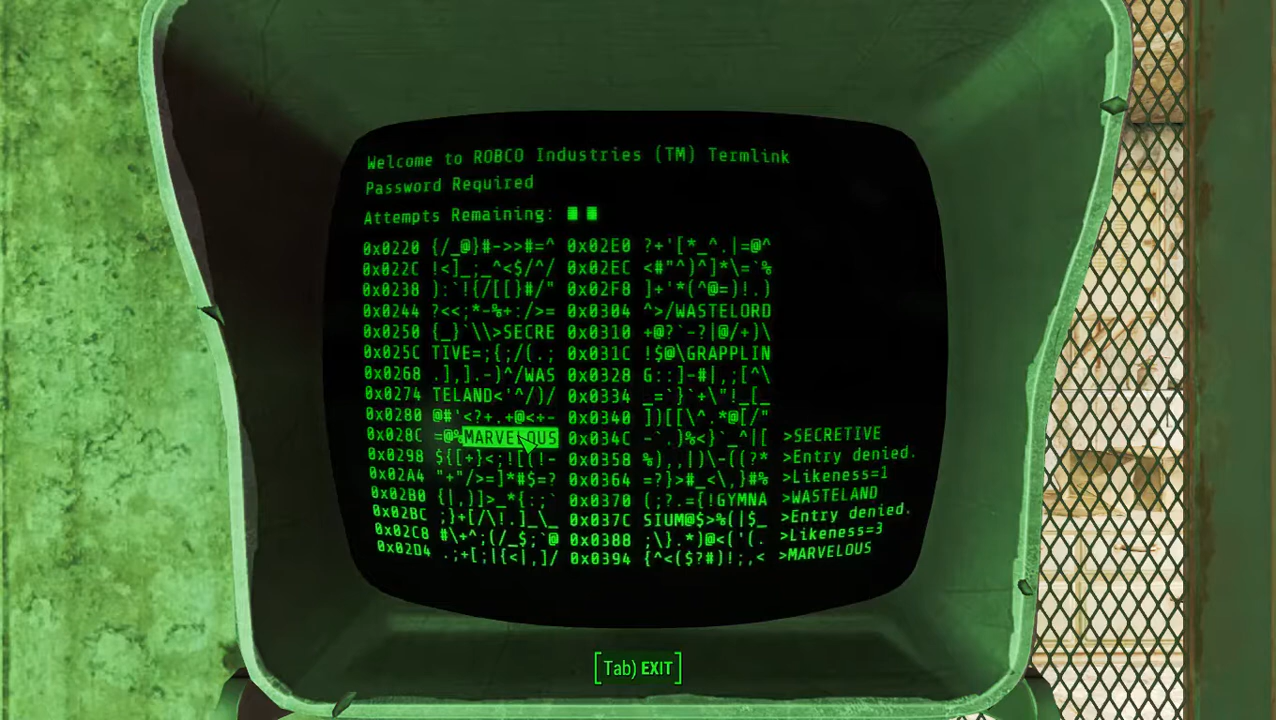 Welcome to ROBCO Industries (TM) Termlink
Password Required
Attempts Remaining: ■ ■
0x0220 {/_@}#->>#=^ 0x02E0 ?+'[*_^.|=@^
0x022C !<]_;_^<$/^/ 0x02EC <#"^)^]*\=`%
0x0238 ):`!{/[[}#/" 0x02F8 ]+'*(^@=)!.)
0x0244 ?<<;*-%+:/>= 0x0304 ^>/WASTELORD
0x0250 {_}`\\>SECRE 0x0310 +@?`-?|@/+)\
0x025C TIVE=;{;/(.; 0x031C !$@\GRAPPLIN
0x0268 .],].-)^/WAS 0x0328 G::]-#|,;[^\
0x0274 TELAND<'^/)/ 0x0334 _=`}`+\"!_[_
0x0280 @#'<?+.+@<÷- 0x0340 ])[[\^.*@[/"
0x028C =@%MARVELOUS 0x034C -`.)%<}`_^|[ >SECRETIVE
0x0298 ${[+}<;![(!- 0x0358 %),,|)\-({(?* >Entry denied.
0x02A4 "+"/>=]*#$=? 0x0364 =?}>#_<\,}#% >Likeness=1
0x02B0 {|,)]>_*{:;` 0x0370 (;?.={!GYMNA >WASTELAND
0x02BC ;}+[/\!.]_\_ 0x037C SIUM@$>%(|$_ >Entry denied.
0x02C8 #\+^;(/_$;`@ 0x0388 ;\}.*)@<('(. >Likeness=3
0x02D4 .;+[;|{<|,]/ 0x0394 {^<($?#)!;,< >MARVELOUS
[Tab) EXIT]